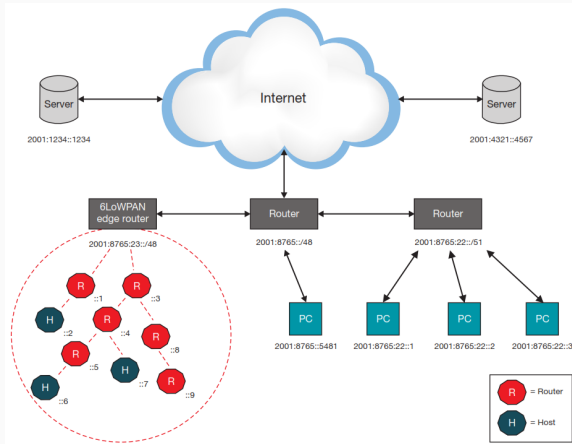 Internet
Server
Server
2001:1234::1234
2001:4321::4567
6LoWPAN
edge router
Router
Router
2001:8765:23::/48
2001:8765::/48
2001:8765:22::/51
R
::1
R
::3
H
::2
R
::4
R
::8
R
::5
H
::7
R
::9
H
::6
PC
PC
PC
PC
2001:8765::5481
2001:8765:22::1
2001:8765:22::2
2001:8765:22::3
R = Router
H = Host